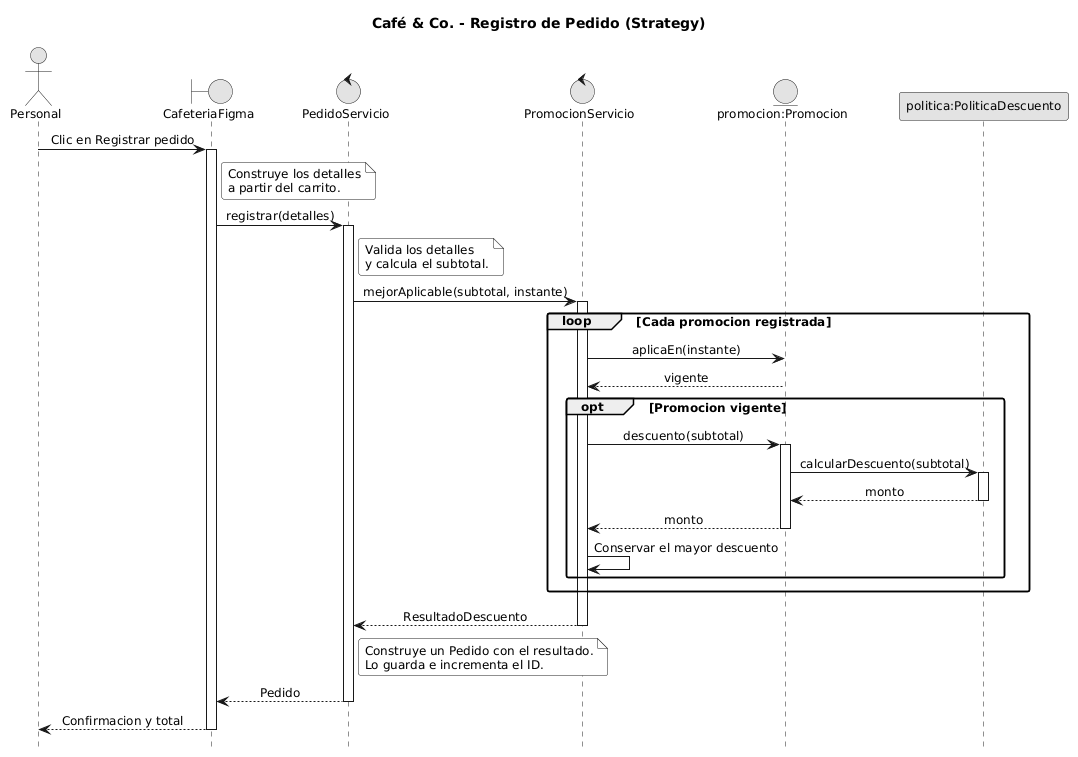 Café & Co. - Registro de Pedido (Strategy)
Personal
CafeteriaFigma
PedidoServicio
PromocionServicio
promocion:Promocion
politica:PoliticaDescuento
Clic en Registrar pedido
Construye los detalles
a partir del carrito.
registrar(detalles)
Valida los detalles
y calcula el subtotal.
mejorAplicable(subtotal, instante)
loop
[Cada promocion registrada]
aplicaEn(instante)
vigente
opt
[Promocion vigente]
descuento(subtotal)
calcularDescuento(subtotal)
monto
monto
Conservar el mayor descuento
ResultadoDescuento
Construye un Pedido con el resultado.
Lo guarda e incrementa el ID.
Pedido
Confirmacion y total